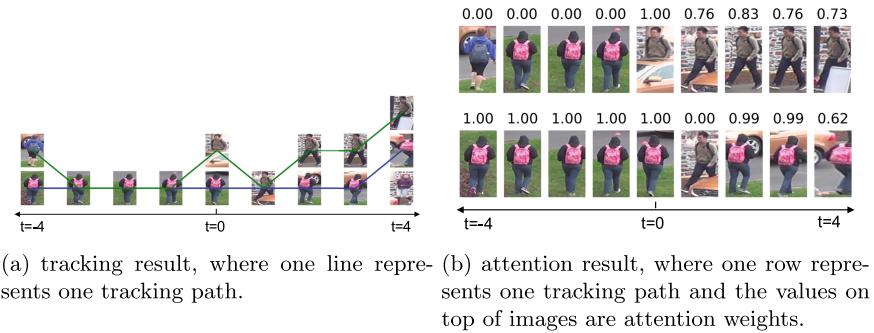 0.00 0.00 0.00 0.00 1.00 0.76 0.83 0.76 0.73
1.00 1.00 1.00 1.00 1.00 0.00 0.99 0.99 0.62
t=-4 t=0 t=4
t=-4 t=0 t=4
(a) tracking result, where one line repre-
sents one tracking path.
(b) attention result, where one row repre-
sents one tracking path and the values on
top of images are attention weights.